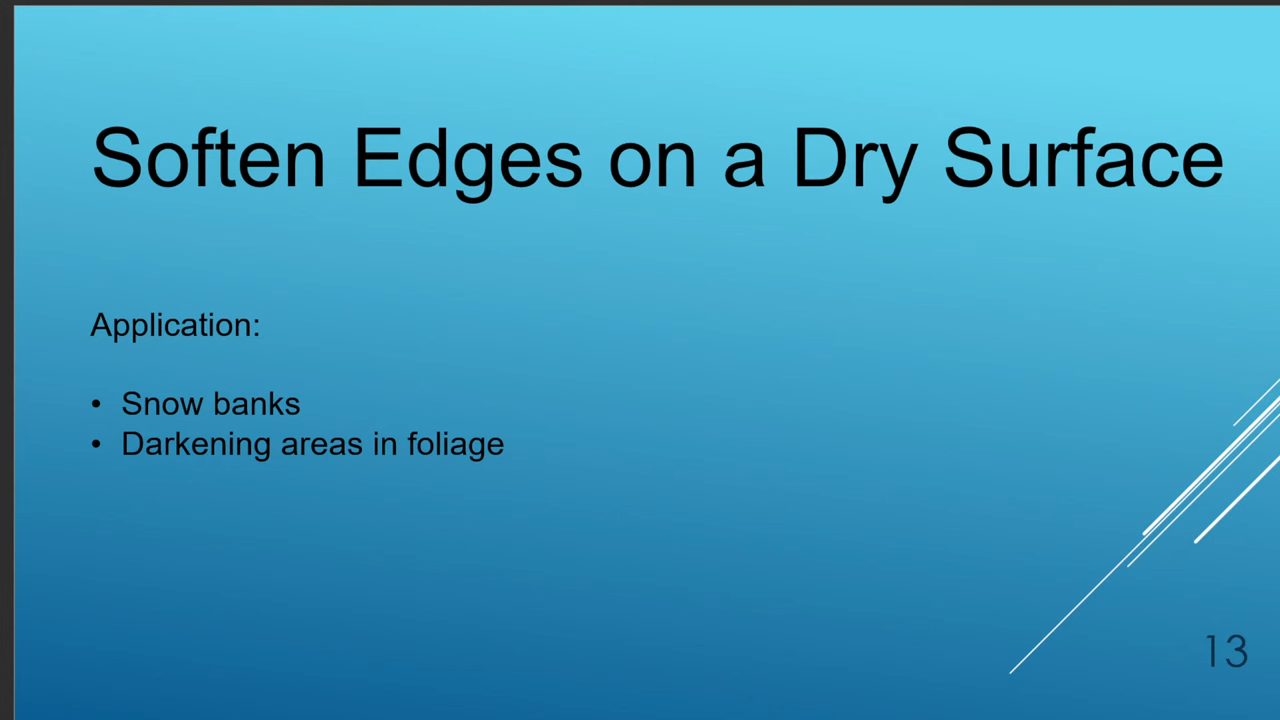 Soften Edges on a Dry Surface
Application:
• Snow banks
• Darkening areas in foliage
13